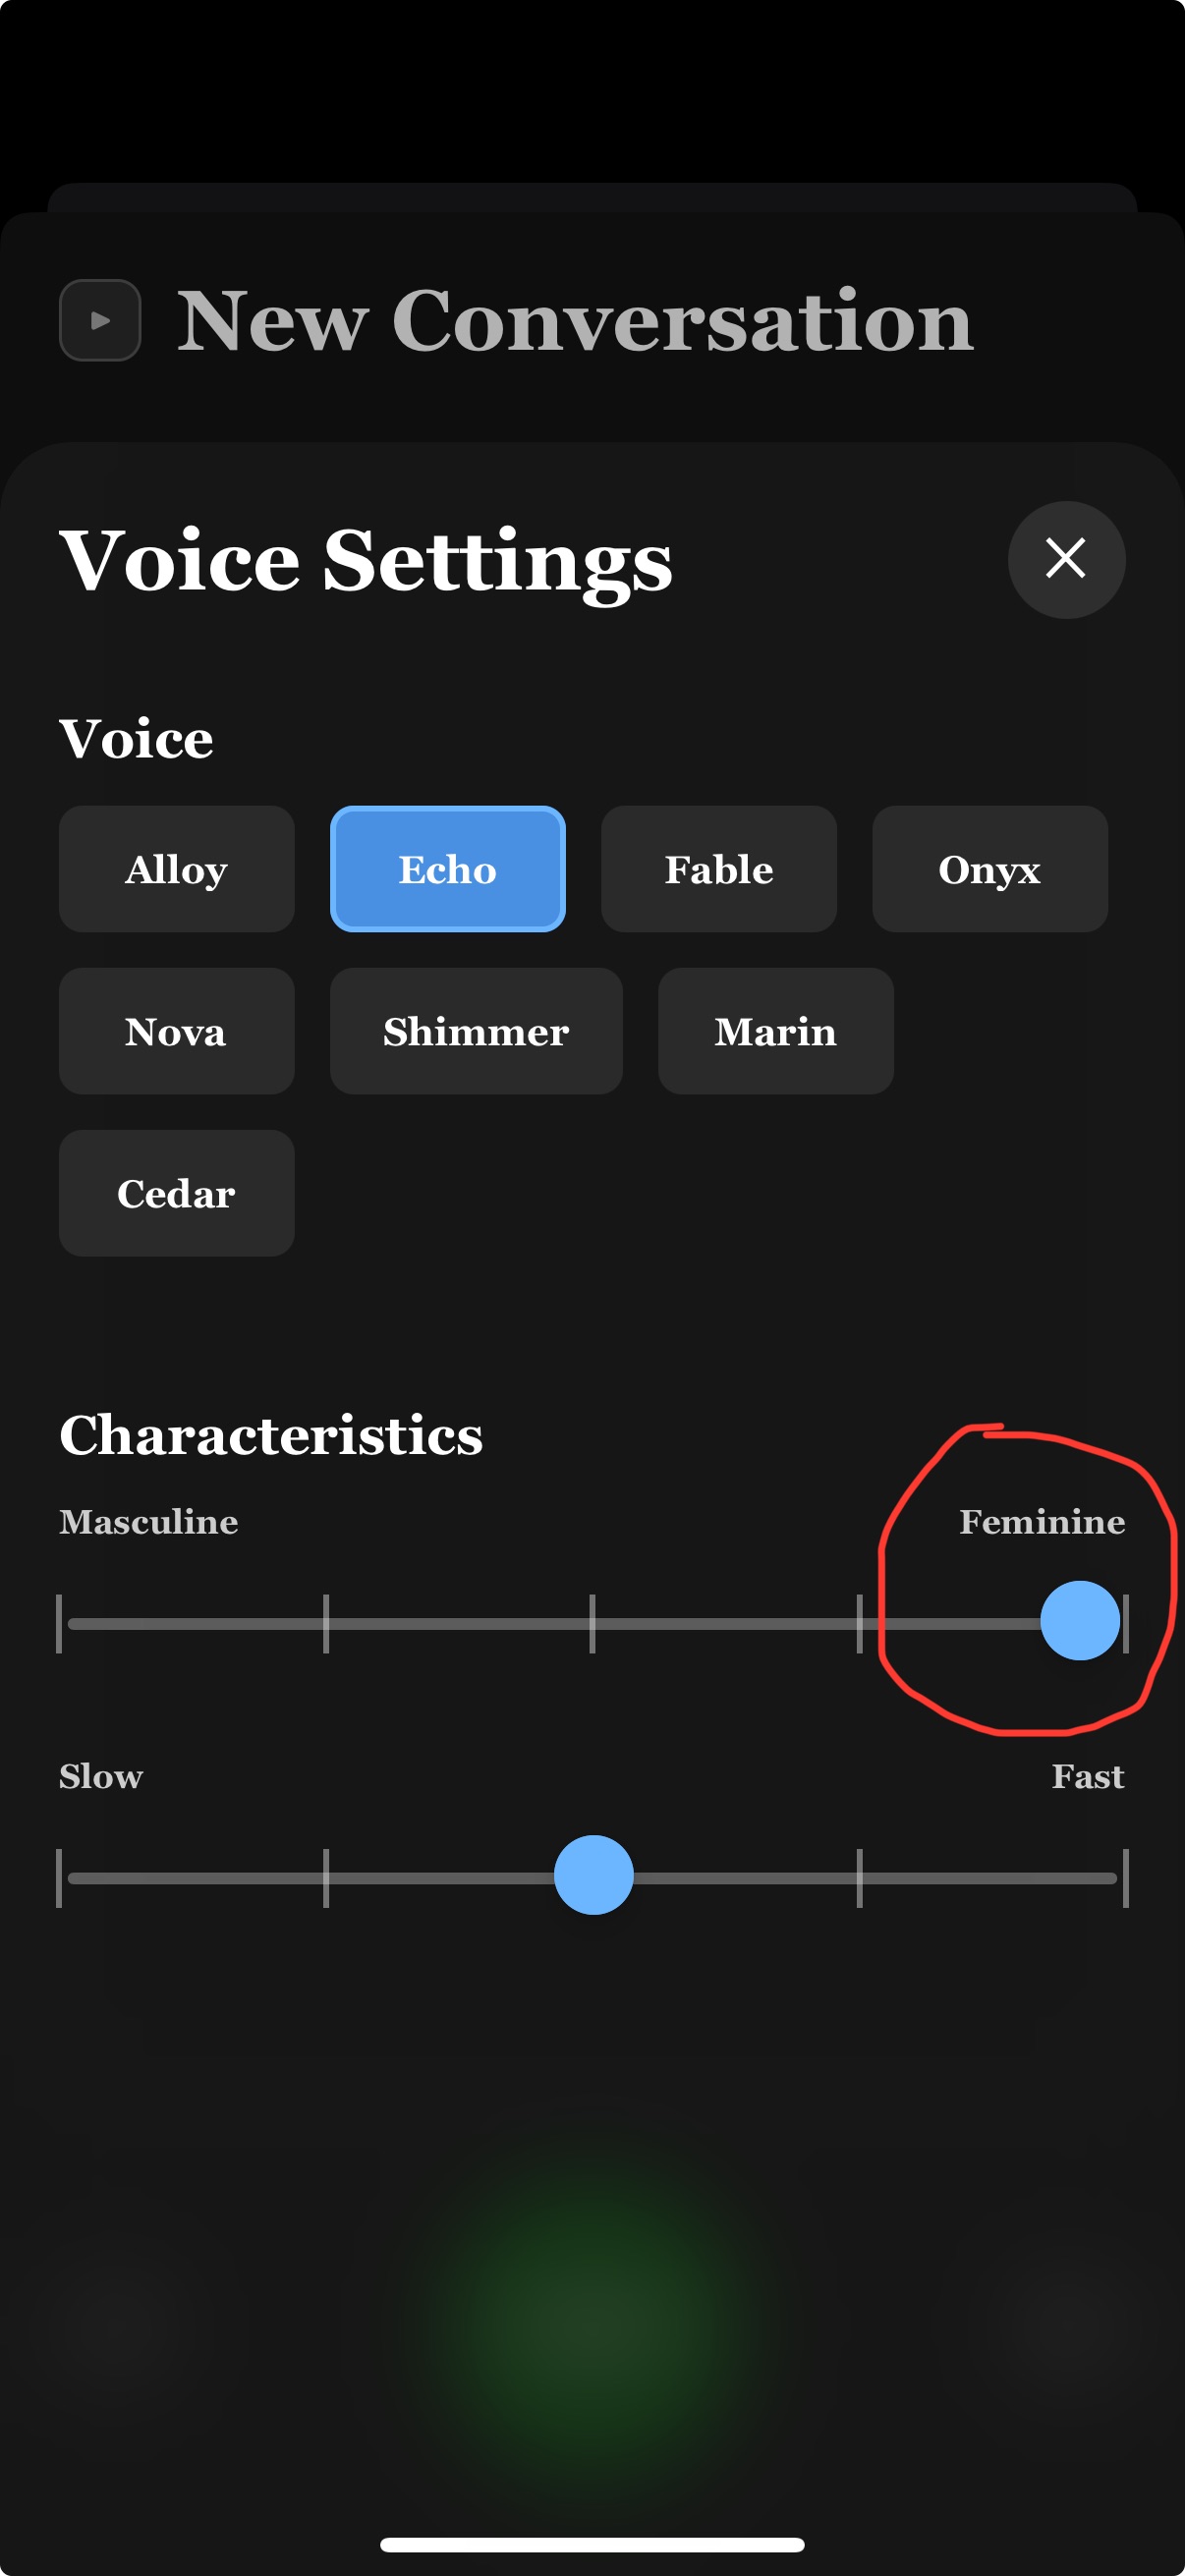 New Conversation
Voice Settings
Voice
Alloy Echo Fable Onyx
Nova Shimmer Marin
Cedar
Characteristics
Masculine Feminine
Slow Fast